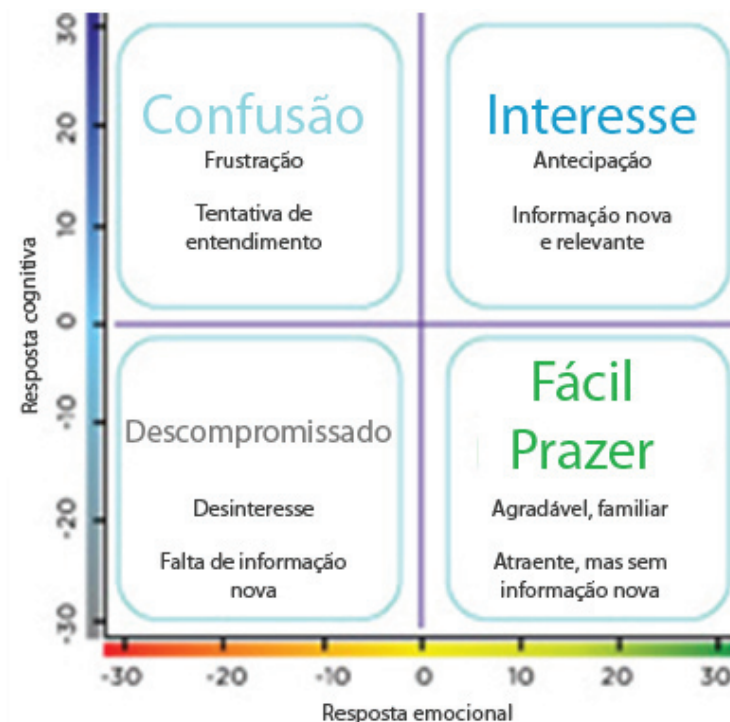 Confusão
Frustração
Tentativa de
entendimento
Interesse
Antecipação
Informação nova
e relevante
Descompromissado
Desinteresse
Falta de informação
nova
Fácil
Prazer
Agradável, familiar
Atraente, mas sem
informação nova
Resposta cognitiva
30
20
10
0
-10
-20
-30
-30
-20
-10
0
10
20
30
Resposta emocional